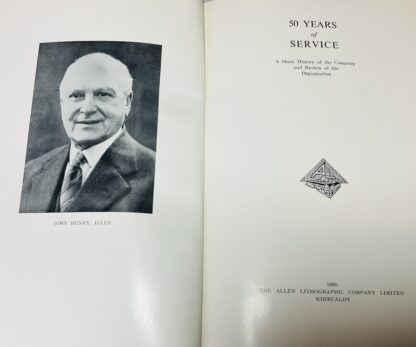 JOHN HENRY ALLEN
50 YEARS
of
SERVICE
A Short History of the Company
and Review of the
Organisation
A
1950
THE ALLEN LITHOGRAPHIC COMPANY LIMITED
KIRKCALDY